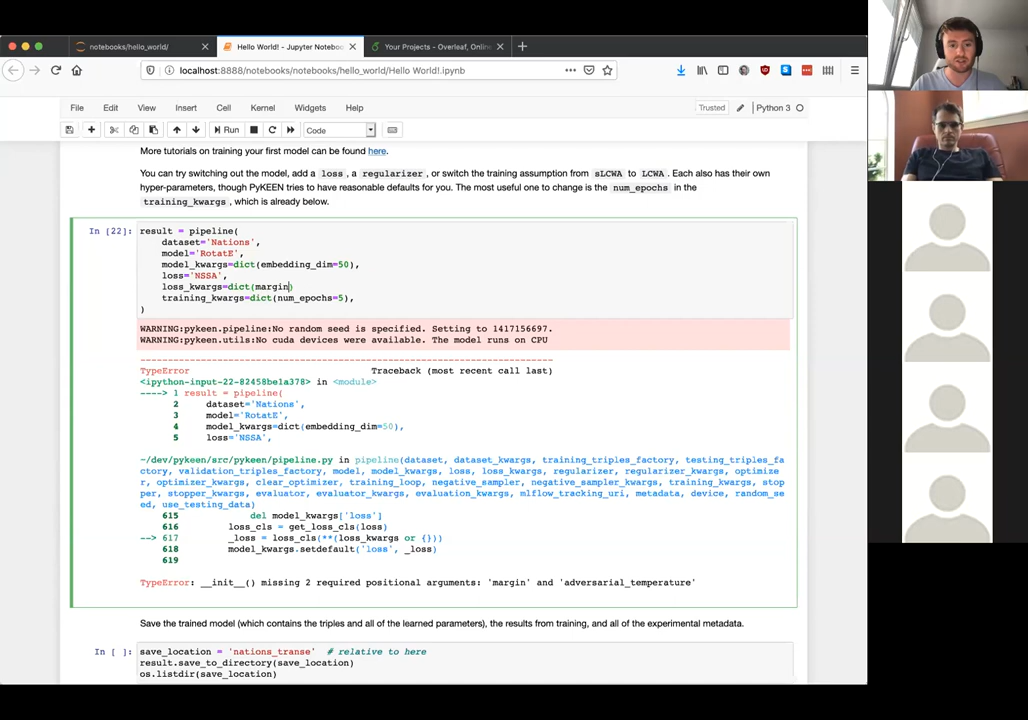 notebooks/hello_world/
Hello World! - Jupyter Noteboo
Your Projects - Overleaf, Online
localhost:8888/notebooks/notebooks/hello_world/Hello World!.ipynb
File Edit View Insert Cell Kernel Widgets Help
Trusted
Python 3
Run
Code
More tutorials on training your first model can be found here.
You can try switching out the model, add a loss, a regularizer, or switch the training assumption from sLCWA to LCWA. Each also has their own
hyper-parameters, though PyKEEN tries to have reasonable defaults for you. The most useful one to change is the num_epochs in the
training_kwargs, which is already below.
In [22]: result = pipeline(
dataset='Nations',
model='RotatE',
model_kwargs=dict(embedding_dim=50),
loss='NSSA',
loss_kwargs=dict(margin)
training_kwargs=dict(num_epochs=5),
)
WARNING:pykeen.pipeline:No random seed is specified. Setting to 1417156697.
WARNING:pykeen.utils:No cuda devices were available. The model runs on CPU
---------------------------------------------------------------------------
TypeError Traceback (most recent call last)
<ipython-input-22-82458be1a378> in <module>
----> 1 result = pipeline(
2 dataset='Nations',
3 model='RotatE',
4 model_kwargs=dict(embedding_dim=50),
5 loss='NSSA',
~/dev/pykeen/src/pykeen/pipeline.py in pipeline(dataset, dataset_kwargs, training_triples_factory, testing_triples_fa
ctory, validation_triples_factory, model, model_kwargs, loss, loss_kwargs, regularizer, regularizer_kwargs, optimize
r, optimizer_kwargs, clear_optimizer, training_loop, negative_sampler, negative_sampler_kwargs, training_kwargs, stop
per, stopper_kwargs, evaluator, evaluator_kwargs, evaluation_kwargs, mlflow_tracking_uri, metadata, device, random_se
ed, use_testing_data)
615 del model_kwargs['loss']
616 loss_cls = get_loss_cls(loss)
--> 617 _loss = loss_cls(**(loss_kwargs or {}))
618 model_kwargs.setdefault('loss', _loss)
619
TypeError: __init__() missing 2 required positional arguments: 'margin' and 'adversarial_temperature'
Save the trained model (which contains the triples and all of the learned parameters), the results from training, and all of the experimental metadata.
In [ ]: save_location = 'nations_transe' # relative to here
result.save_to_directory(save_location)
os.listdir(save_location)